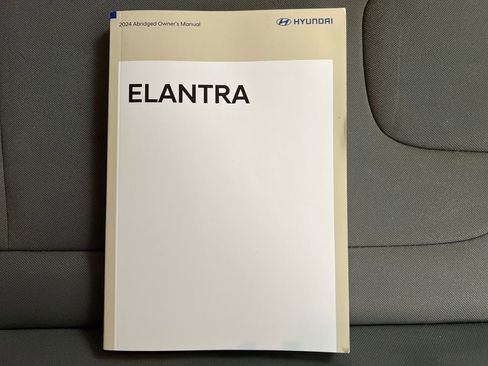 2024 Abridged Owner's Manual
HYUNDAI
ELANTRA